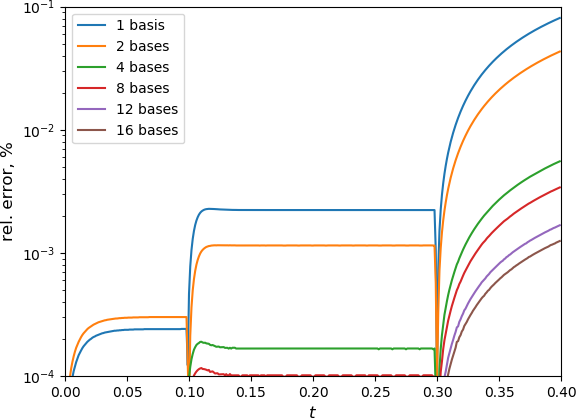 10⁻¹
1 basis
2 bases
4 bases
8 bases
12 bases
16 bases
10⁻²
rel. error, %
10⁻³
10⁻⁴
0.00 0.05 0.10 0.15 0.20 0.25 0.30 0.35 0.40
t